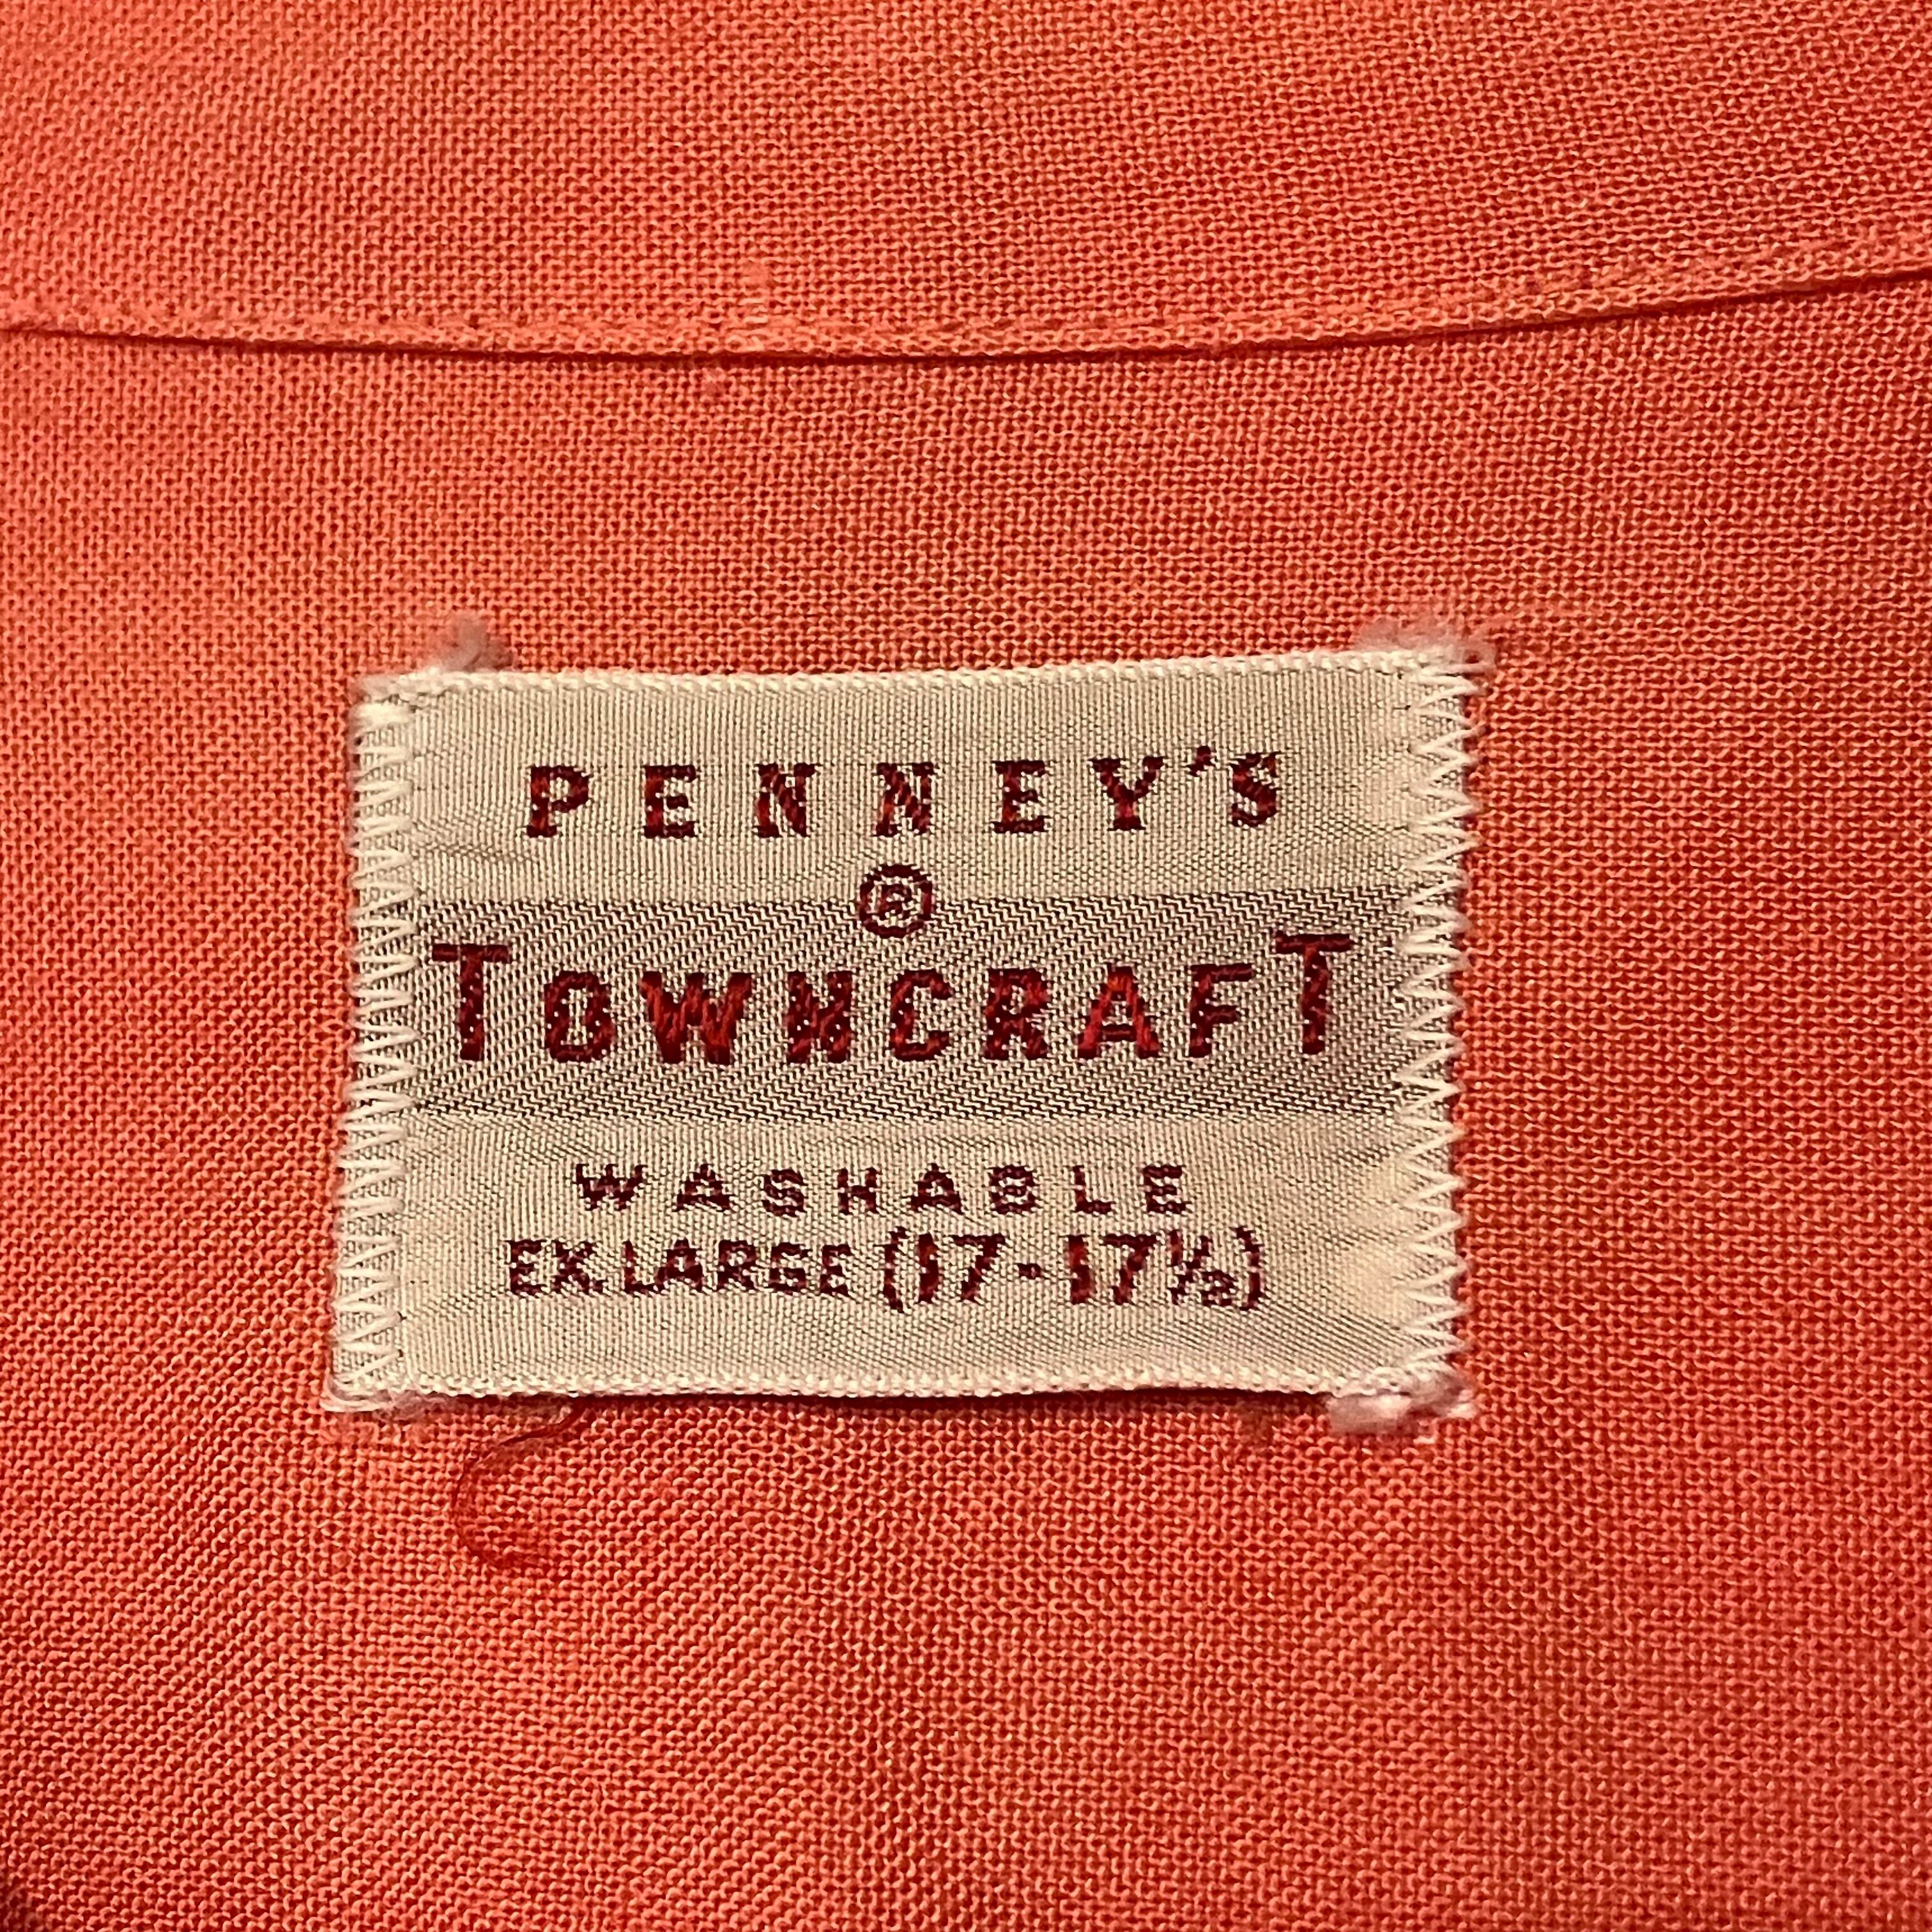 PENNEY'S
®
TOWNCRAFT
WASHABLE
EX. LARGE (17-17½)